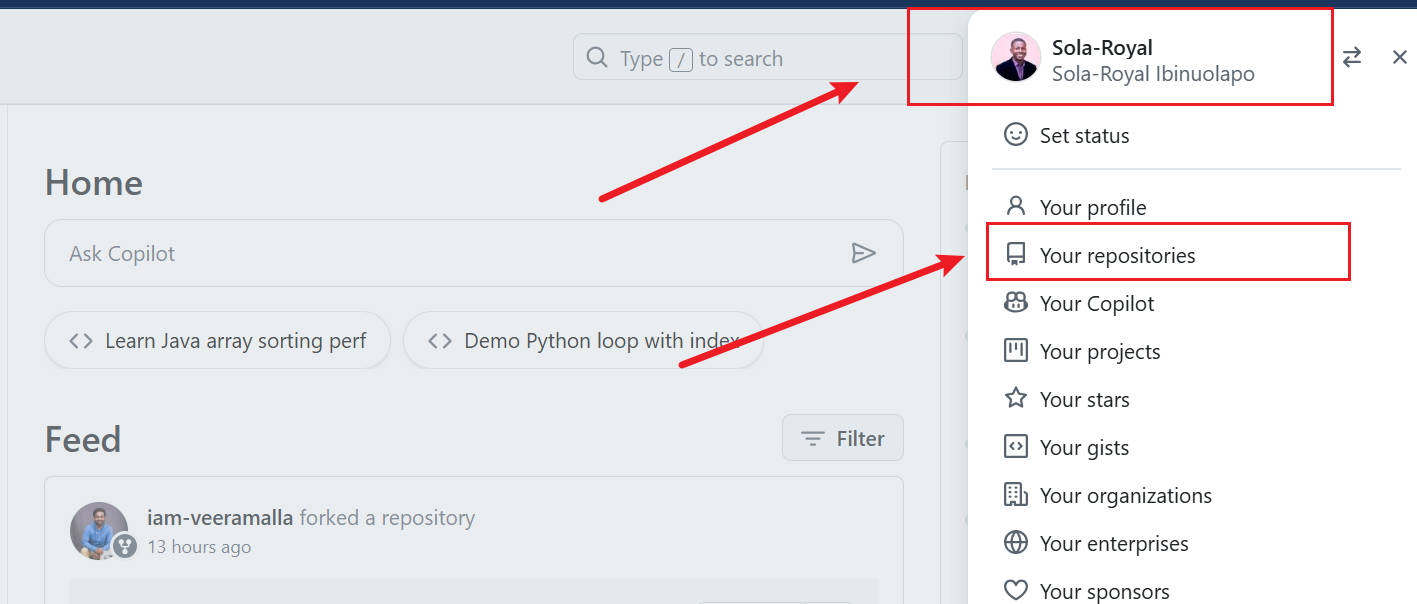 Type / to search
Sola-Royal
Sola-Royal Ibinuolapo
Set status
Home
Your profile
Ask Copilot
Your repositories
Your Copilot
Learn Java array sorting perf
Demo Python loop with index
Your projects
Your stars
Feed
Filter
Your gists
Your organizations
iam-veeramalla forked a repository
13 hours ago
Your enterprises
Your sponsors